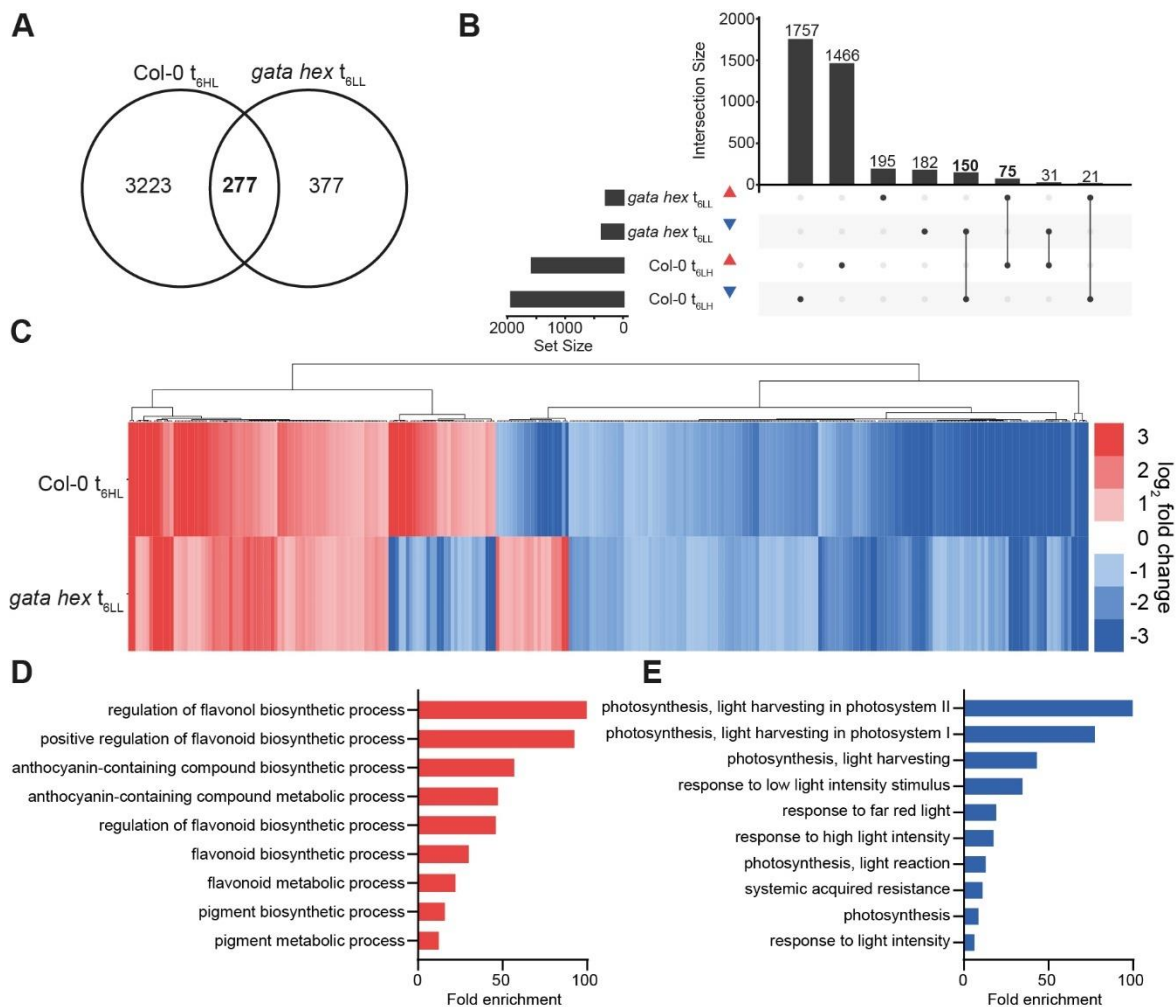 A
Col-0 t6HL
gata hex t6LL
3223
277
377
B
Intersection Size
2000
1500
1000
500
0
1757
1466
195
182
150
75
31
21
gata hex t6LL
gata hex t6LL
Col-0 t6LH
Col-0 t6LH
2000
1000
0
Set Size
C
Col-0 t6HL
gata hex t6LL
3
2
1
0
-1
-2
-3
log2 fold change
D
regulation of flavonol biosynthetic process
positive regulation of flavonoid biosynthetic process
anthocyanin-containing compound biosynthetic process
anthocyanin-containing compound metabolic process
regulation of flavonoid biosynthetic process
flavonoid biosynthetic process
flavonoid metabolic process
pigment biosynthetic process
pigment metabolic process
0
50
100
Fold enrichment
E
photosynthesis, light harvesting in photosystem II
photosynthesis, light harvesting in photosystem I
photosynthesis, light harvesting
response to low light intensity stimulus
response to far red light
response to high light intensity
photosynthesis, light reaction
systemic acquired resistance
photosynthesis
response to light intensity
0
50
100
Fold enrichment